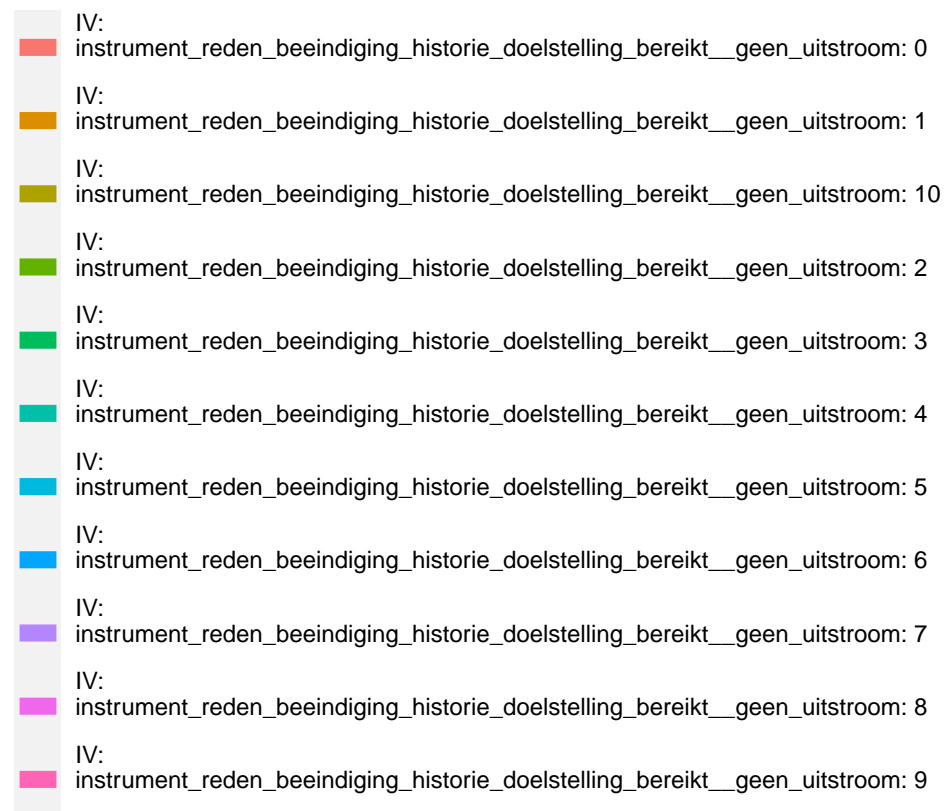 IV:
instrument_reden_beeindiging_historie_doelstelling_bereikt__geen_uitstroom: 0
IV:
instrument_reden_beeindiging_historie_doelstelling_bereikt__geen_uitstroom: 1
IV:
instrument_reden_beeindiging_historie_doelstelling_bereikt__geen_uitstroom: 10
IV:
instrument_reden_beeindiging_historie_doelstelling_bereikt__geen_uitstroom: 2
IV:
instrument_reden_beeindiging_historie_doelstelling_bereikt__geen_uitstroom: 3
IV:
instrument_reden_beeindiging_historie_doelstelling_bereikt__geen_uitstroom: 4
IV:
instrument_reden_beeindiging_historie_doelstelling_bereikt__geen_uitstroom: 5
IV:
instrument_reden_beeindiging_historie_doelstelling_bereikt__geen_uitstroom: 6
IV:
instrument_reden_beeindiging_historie_doelstelling_bereikt__geen_uitstroom: 7
IV:
instrument_reden_beeindiging_historie_doelstelling_bereikt__geen_uitstroom: 8
IV:
instrument_reden_beeindiging_historie_doelstelling_bereikt__geen_uitstroom: 9